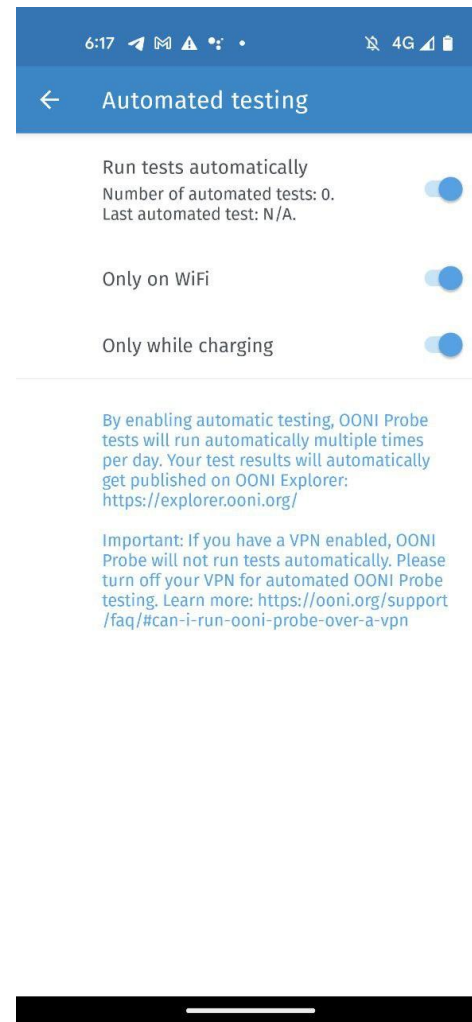 6:17
4G
Automated testing
Run tests automatically
Number of automated tests: 0.
Last automated test: N/A.
Only on WiFi
Only while charging
By enabling automatic testing, OONI Probe
tests will run automatically multiple times
per day. Your test results will automatically
get published on OONI Explorer:
https://explorer.ooni.org/
Important: If you have a VPN enabled, OONI
Probe will not run tests automatically. Please
turn off your VPN for automated OONI Probe
testing. Learn more: https://ooni.org/support
/faq/#can-i-run-ooni-probe-over-a-vpn